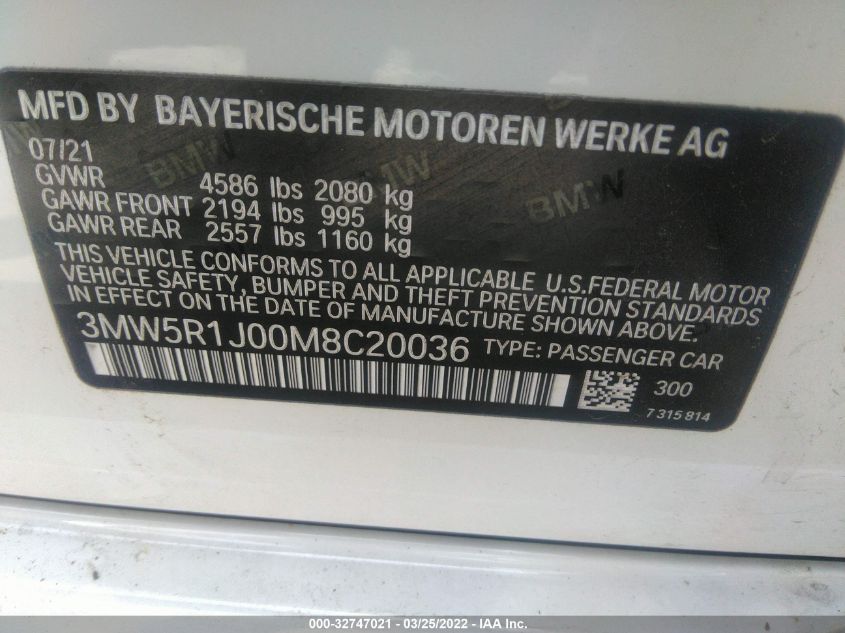 MFD BY BAYERISCHE MOTOREN WERKE AG
07/21
GVWR 4586 lbs 2080 kg
GAWR FRONT 2194 lbs 995 kg
GAWR REAR 2557 lbs 1160 kg
THIS VEHICLE CONFORMS TO ALL APPLICABLE U.S.FEDERAL MOTOR
VEHICLE SAFETY, BUMPER AND THEFT PREVENTION STANDARDS
IN EFFECT ON THE DATE OF MANUFACTURE SHOWN ABOVE.
3MW5R1J00M8C20036 TYPE: PASSENGER CAR
300
7 315 814
BMW
BMW
BMW
000-32747021 - 03/25/2022 - IAA Inc.